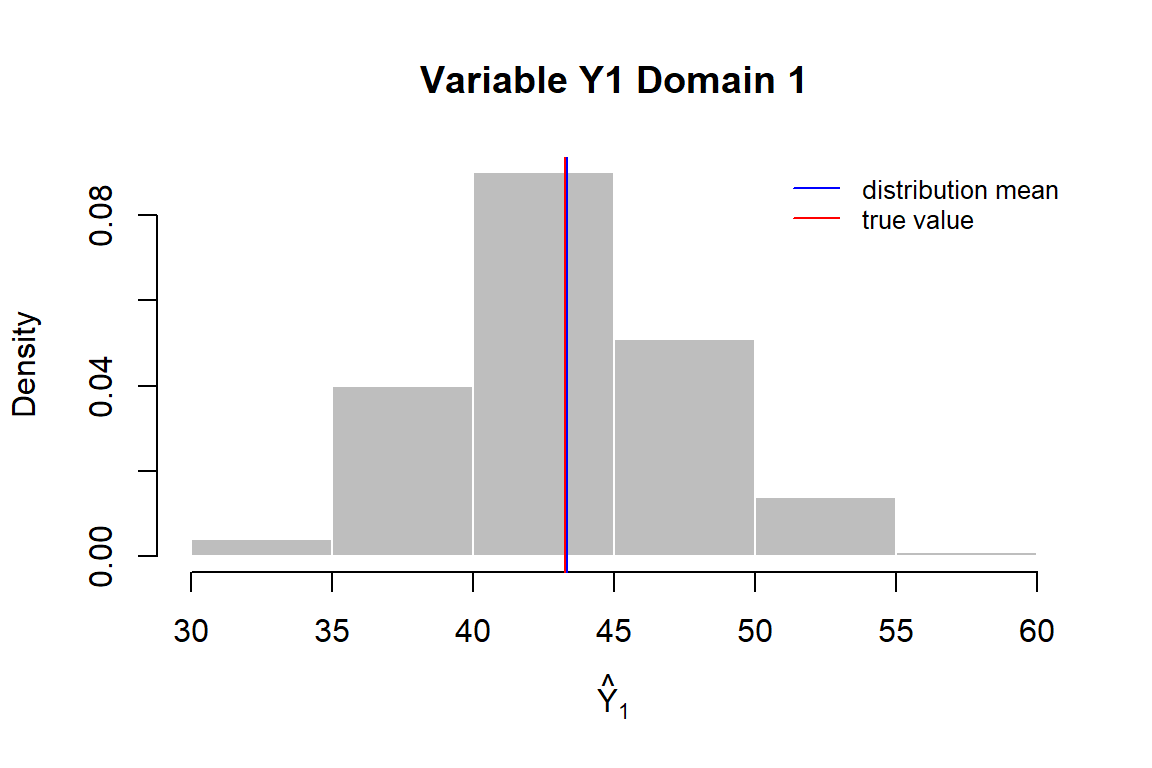 Variable Y1 Domain 1
distribution mean
true value
Density
0.00 0.04 0.08
30 35 40 45 50 55 60
Ŷ₁